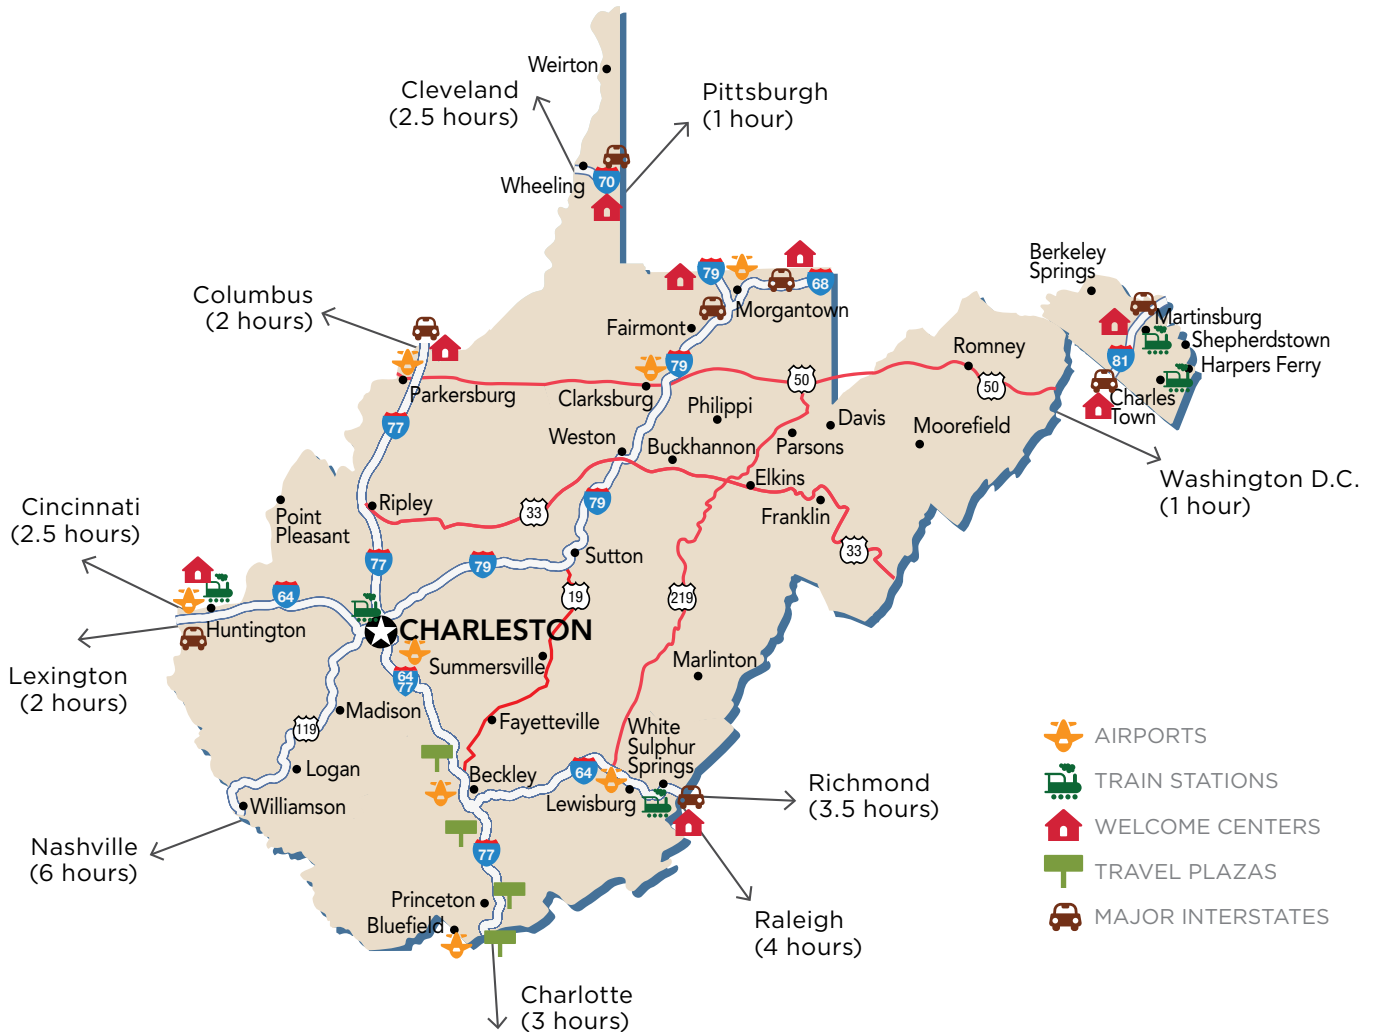 Weirton
Cleveland
(2.5 hours)
Pittsburgh
(1 hour)
Wheeling
70
Berkeley
Springs
79
68
Morgantown
Columbus
(2 hours)
Martinsburg
Shepherdstown
Harpers Ferry
81
Charles
Town
Fairmont
79
Romney
50
50
Parkersburg
Clarksburg
77
Philippi
Davis
Moorefield
Weston
Buckhannon
Parsons
Washington D.C.
(1 hour)
Elkins
Cincinnati
(2.5 hours)
Point
Pleasant
Ripley
33
79
Franklin
33
77
79
Sutton
64
19
219
Huntington
CHARLESTON
Summersville
Marlinton
64
77
Lexington
(2 hours)
Madison
119
Fayetteville
White
Sulphur
Springs
Logan
Beckley
64
Lewisburg
Williamson
Richmond
(3.5 hours)
Nashville
(6 hours)
77
Princeton
Bluefield
Raleigh
(4 hours)
Charlotte
(3 hours)
AIRPORTS
TRAIN STATIONS
WELCOME CENTERS
TRAVEL PLAZAS
MAJOR INTERSTATES